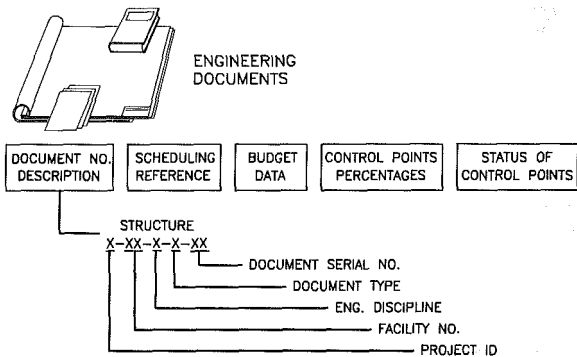 ENGINEERING
DOCUMENTS
DOCUMENT NO.
DESCRIPTION
SCHEDULING
REFERENCE
BUDGET
DATA
CONTROL POINTS
PERCENTAGES
STATUS OF
CONTROL POINTS
STRUCTURE
X-XX-X-X-XX
DOCUMENT SERIAL NO.
DOCUMENT TYPE
ENG. DISCIPLINE
FACILITY NO.
PROJECT ID